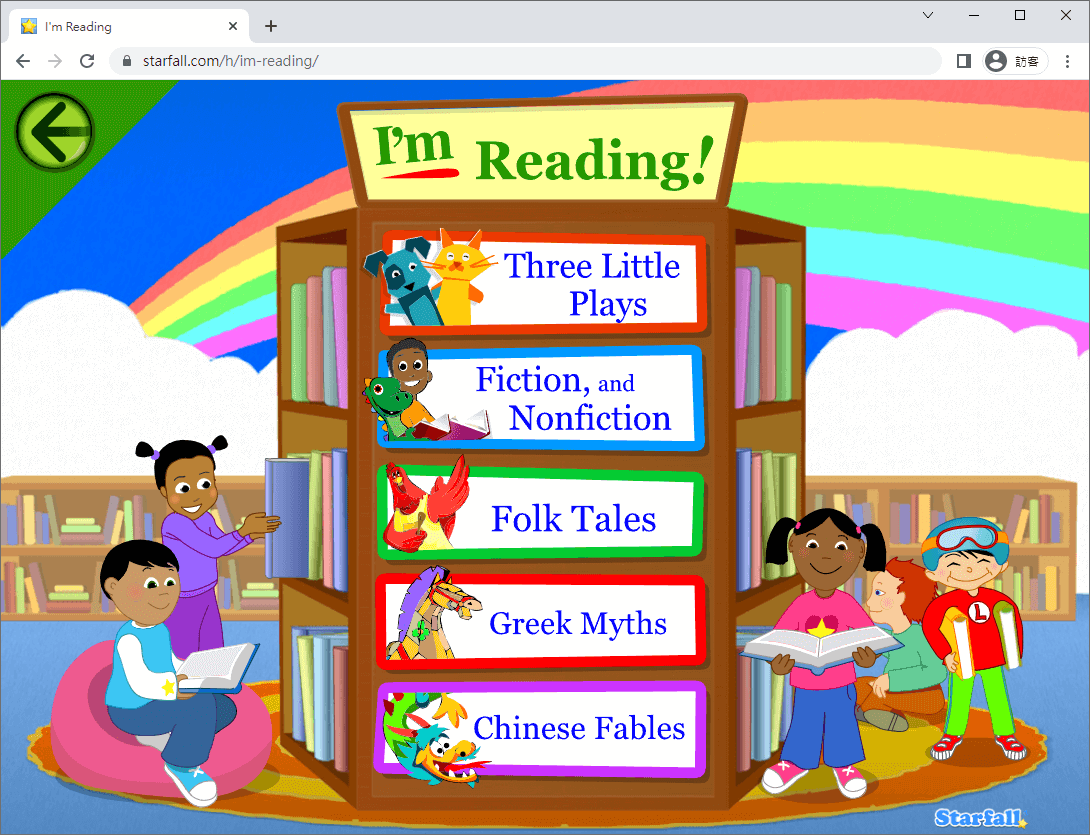 I'm Reading
starfall.com/h/im-reading/
訪客
I'm Reading!
Three Little
Plays
Fiction, and
Nonfiction
Folk Tales
Greek Myths
Chinese Fables
L
Starfall